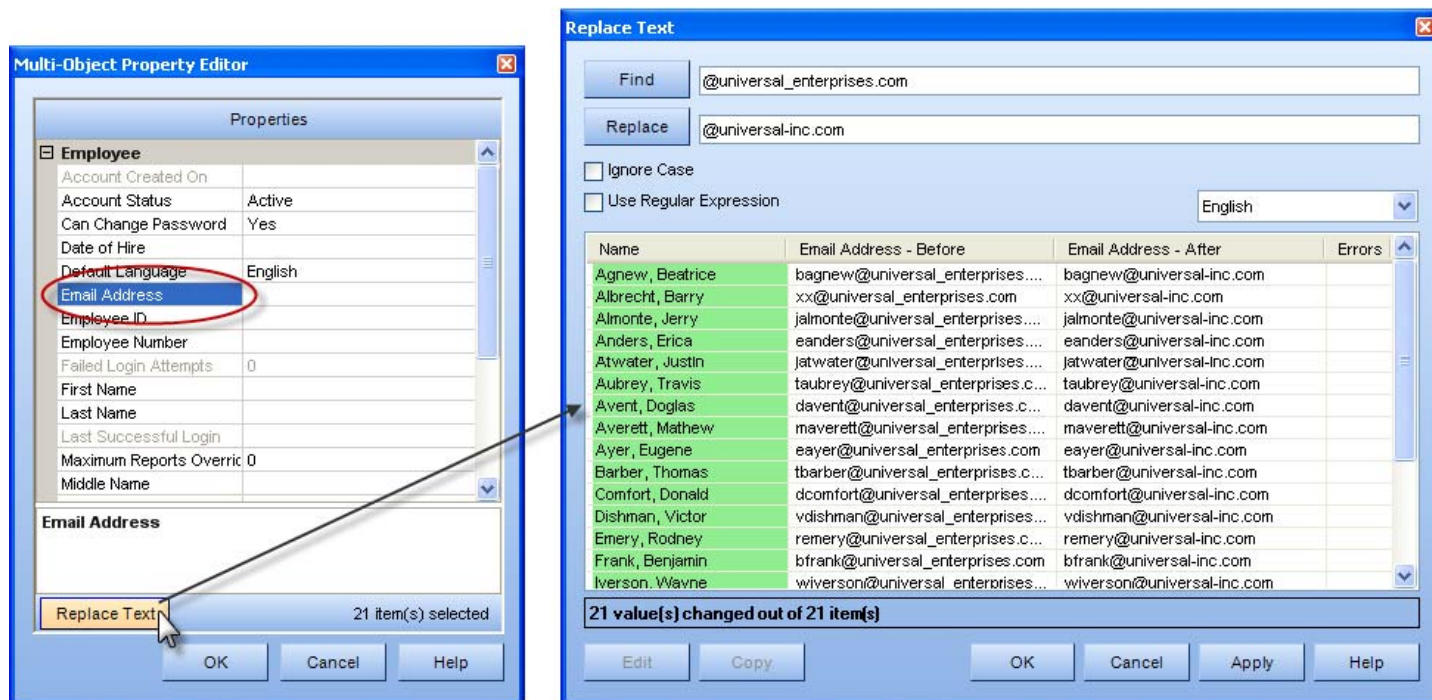 Multi-Object Property Editor
Properties
Employee
Account Created On
Account Status Active
Can Change Password Yes
Date of Hire
Default Language English
Email Address
Employee ID
Employee Number
Failed Login Attempts 0
First Name
Last Name
Last Successful Login
Maximum Reports Overric 0
Middle Name
Email Address
Replace Text 21 item(s) selected
OK Cancel Help
Replace Text
Find @universal_enterprises.com
Replace @universal-inc.com
Ignore Case
Use Regular Expression English
Name Email Address - Before Email Address - After Errors
Agnew, Beatrice bagnew@universal_enterprises.... bagnew@universal-inc.com
Albrecht, Barry xx@universal_enterprises.com xx@universal-inc.com
Almonte, Jerry jalmonte@universal_enterprises.... jalmonte@universal-inc.com
Anders, Erica eanders@universal_enterprises.... eanders@universal-inc.com
Atwater, Justin jatwater@universal_enterprises.... jatwater@universal-inc.com
Aubrey, Travis taubrey@universal_enterprises.c... taubrey@universal-inc.com
Avent, Doglas davent@universal_enterprises.c... davent@universal-inc.com
Averett, Mathew maverett@universal_enterprises.... maverett@universal-inc.com
Ayer, Eugene eayer@universal_enterprises.com eayer@universal-inc.com
Barber, Thomas tbarber@universal_enterprises.c... tbarber@universal-inc.com
Comfort, Donald dcomfort@universal_enterprises.... dcomfort@universal-inc.com
Dishman, Victor vdishman@universal_enterprises... vdishman@universal-inc.com
Emery, Rodney remery@universal_enterprises.c... remery@universal-inc.com
Frank, Benjamin bfrank@universal_enterprises.com bfrank@universal-inc.com
Iverson, Wayne wiverson@universal_enterprises... wiverson@universal-inc.com
21 value(s) changed out of 21 item(s)
Edit Copy OK Cancel Apply Help